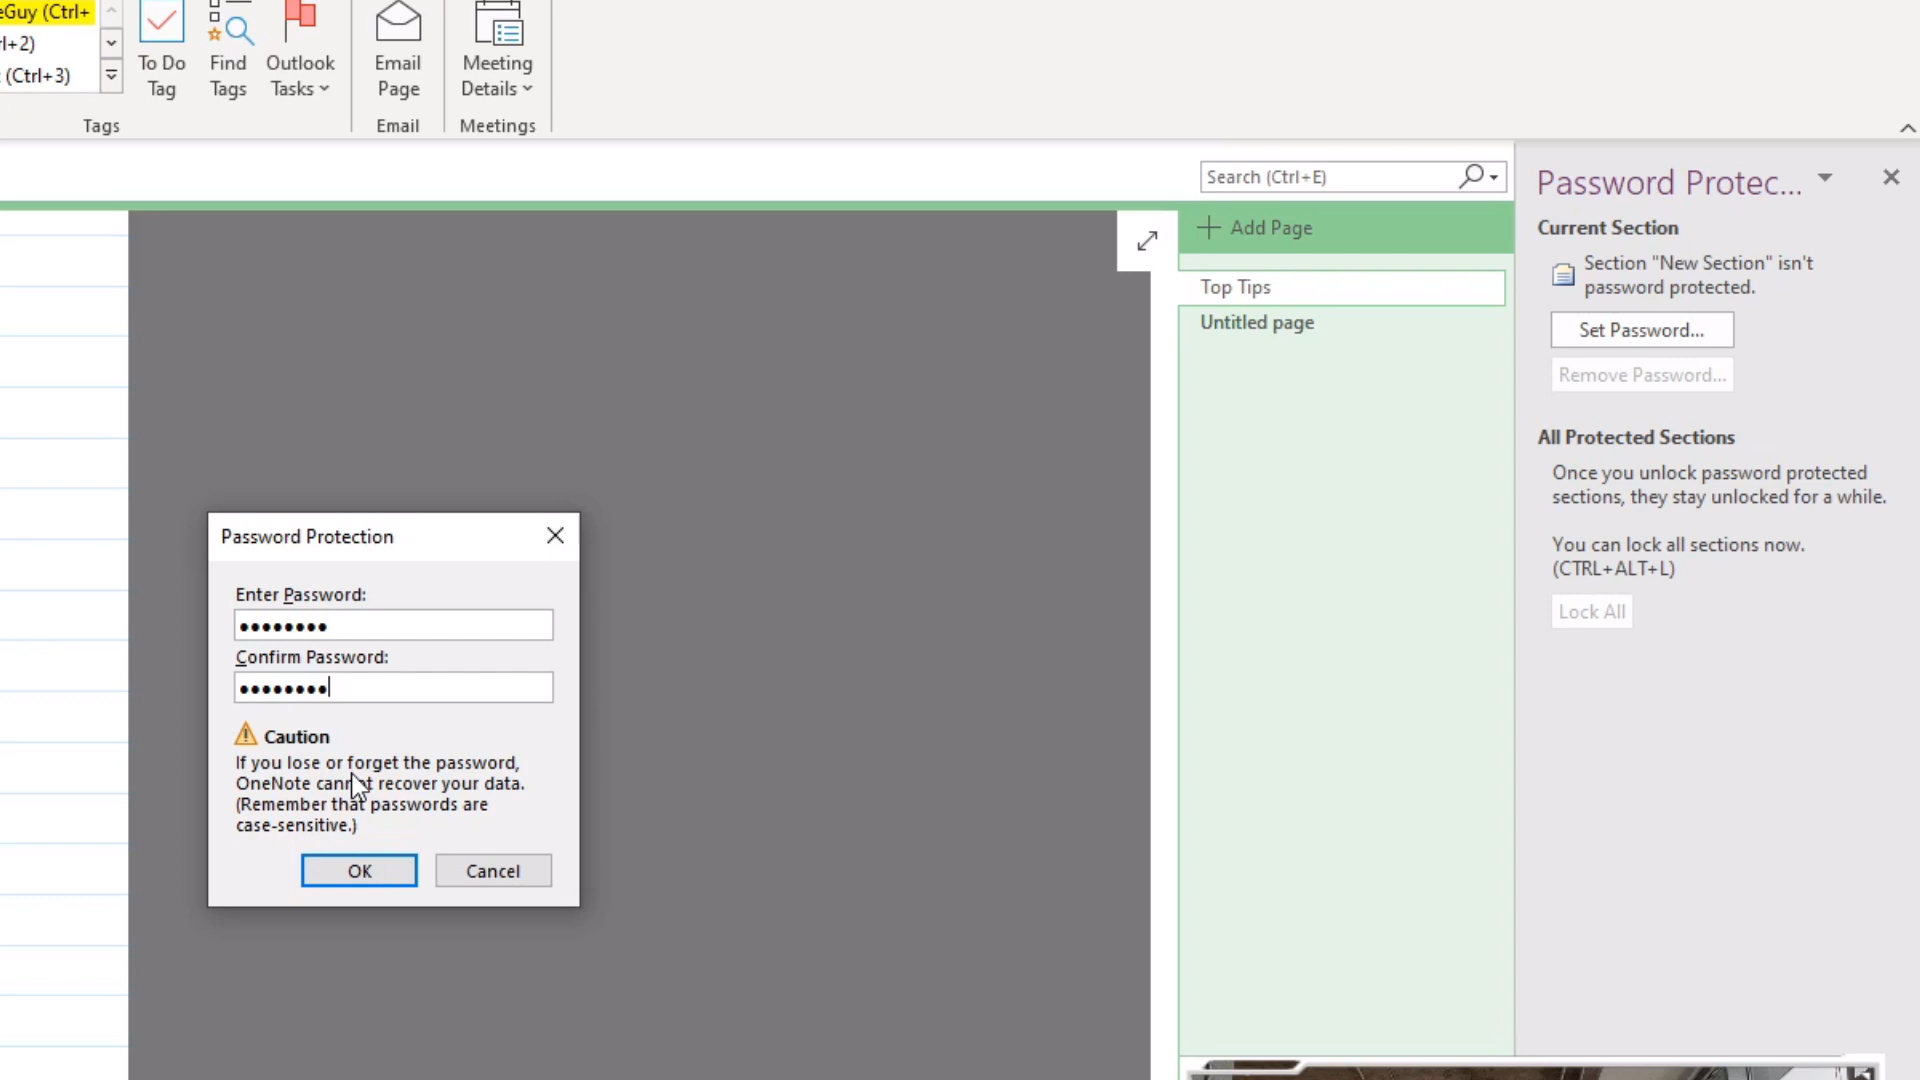 eGuy (Ctrl+
rl+2)
(Ctrl+3)
To Do
Tag
Find
Tags
Outlook
Tasks
Email
Page
Meeting
Details
Tags
Email
Meetings
Search (Ctrl+E)
Add Page
Top Tips
Untitled page
Password Protec...
Current Section
Section "New Section" isn't
password protected.
Set Password...
Remove Password...
All Protected Sections
Once you unlock password protected
sections, they stay unlocked for a while.
You can lock all sections now.
(CTRL+ALT+L)
Lock All
Password Protection
Enter Password:
Confirm Password:
Caution
If you lose or forget the password,
OneNote cannot recover your data.
(Remember that passwords are
case-sensitive.)
OK
Cancel